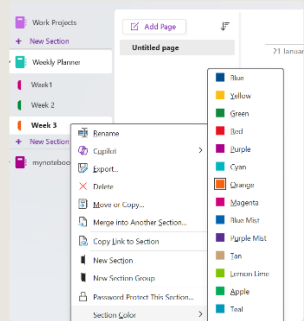 Work Projects
+ New Section
Weekly Planner
Week1
Week 2
Week 3
+ New Section
mynoteboo
Add Page
Untitled page
21 Januar
Rename
Copilot
Export...
Delete
Move or Copy...
Merge into Another Section...
Copy Link to Section
New Section
New Section Group
Password Protect This Section...
Section Color
Blue
Yellow
Green
Red
Purple
Cyan
Orange
Magenta
Blue Mist
Purple Mist
Tan
Lemon Lime
Apple
Teal